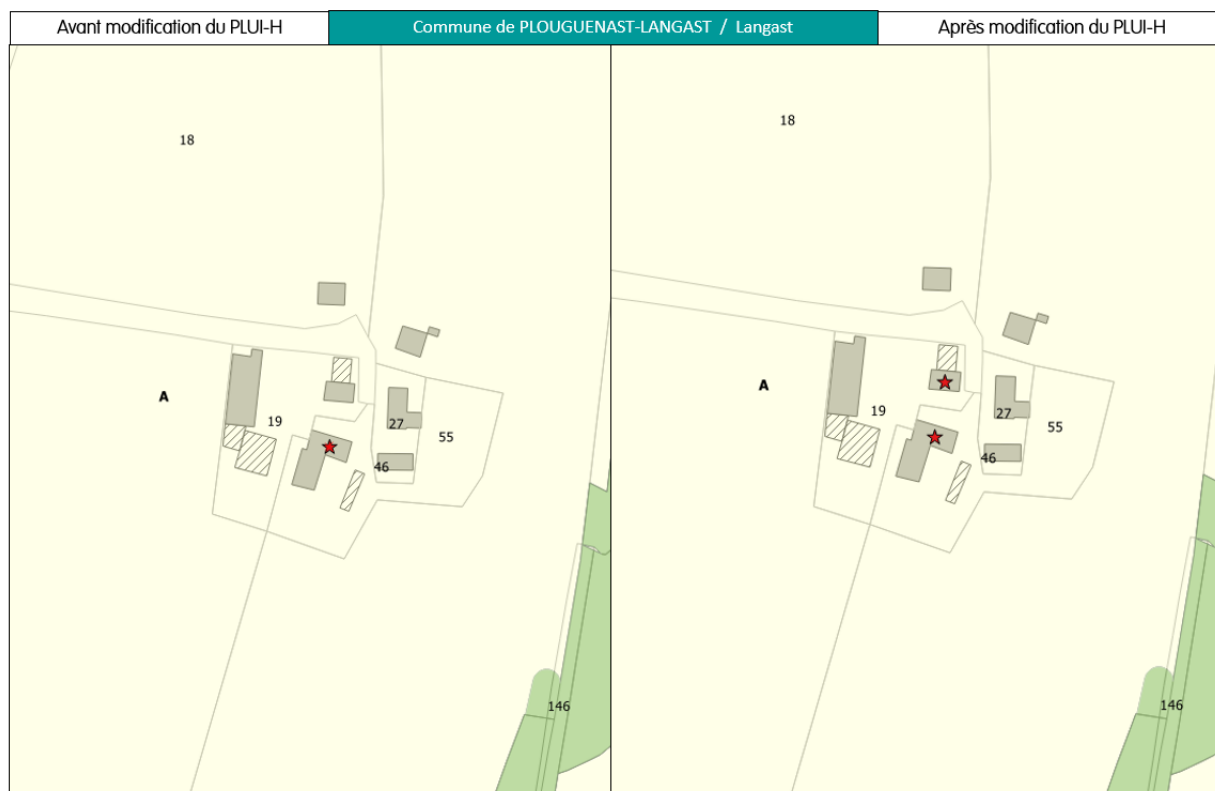 Avant modification du PLUI-H
Commune de PLOUGUENAST-LANGAST / Langast
Après modification du PLUI-H
18
A
19
27
55
46
146
18
A
19
27
55
46
146